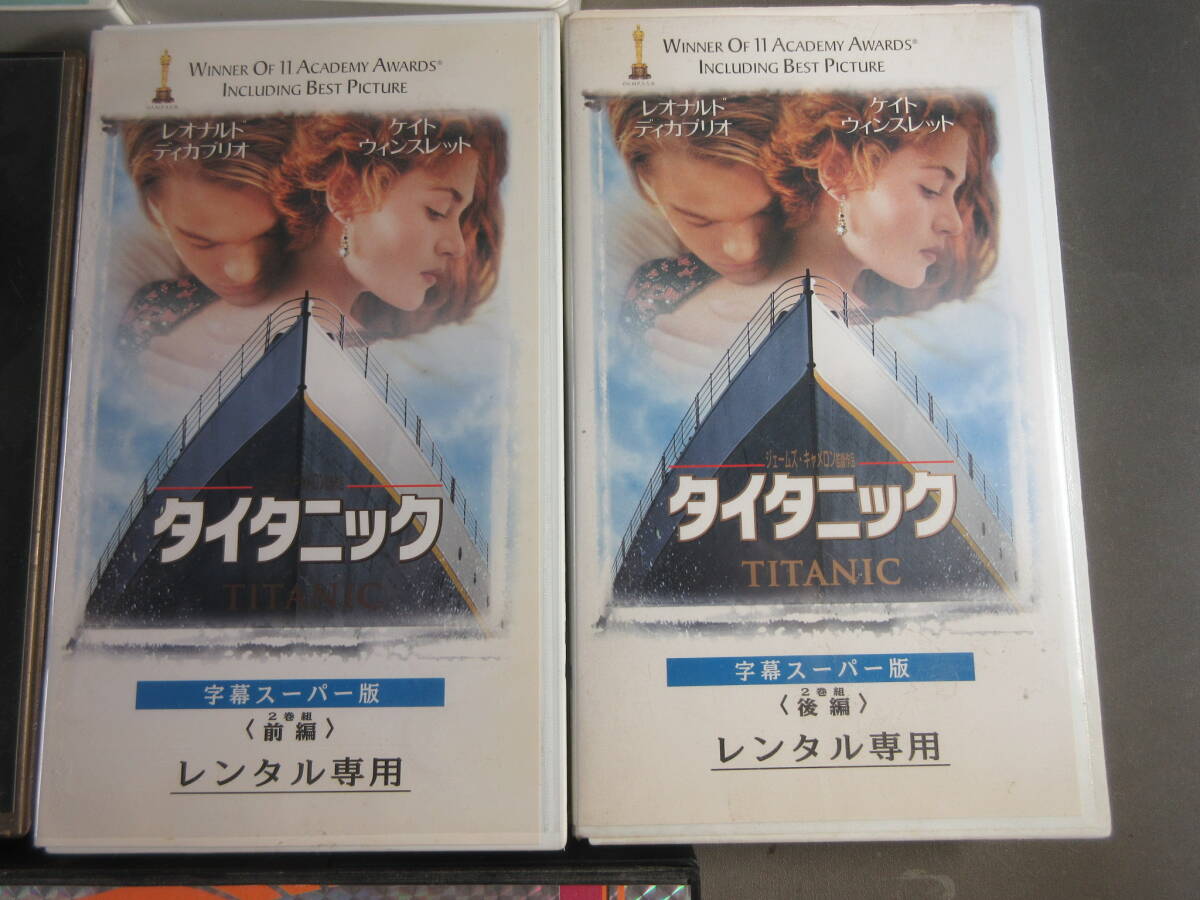 WINNER OF 11 ACADEMY AWARDS®
INCLUDING BEST PICTURE
レオナルド
ディカプリオ
ケイト
ウィンスレット
タイタニック
TITANIC
字幕スーパー版
2巻組
〈前編〉
レンタル専用
WINNER OF 11 ACADEMY AWARDS®
INCLUDING BEST PICTURE
レオナルド
ディカプリオ
ケイト
ウィンスレット
ジェームズ・キャメロン監督作品
タイタニック
TITANIC
字幕スーパー版
2巻組
〈後編〉
レンタル専用